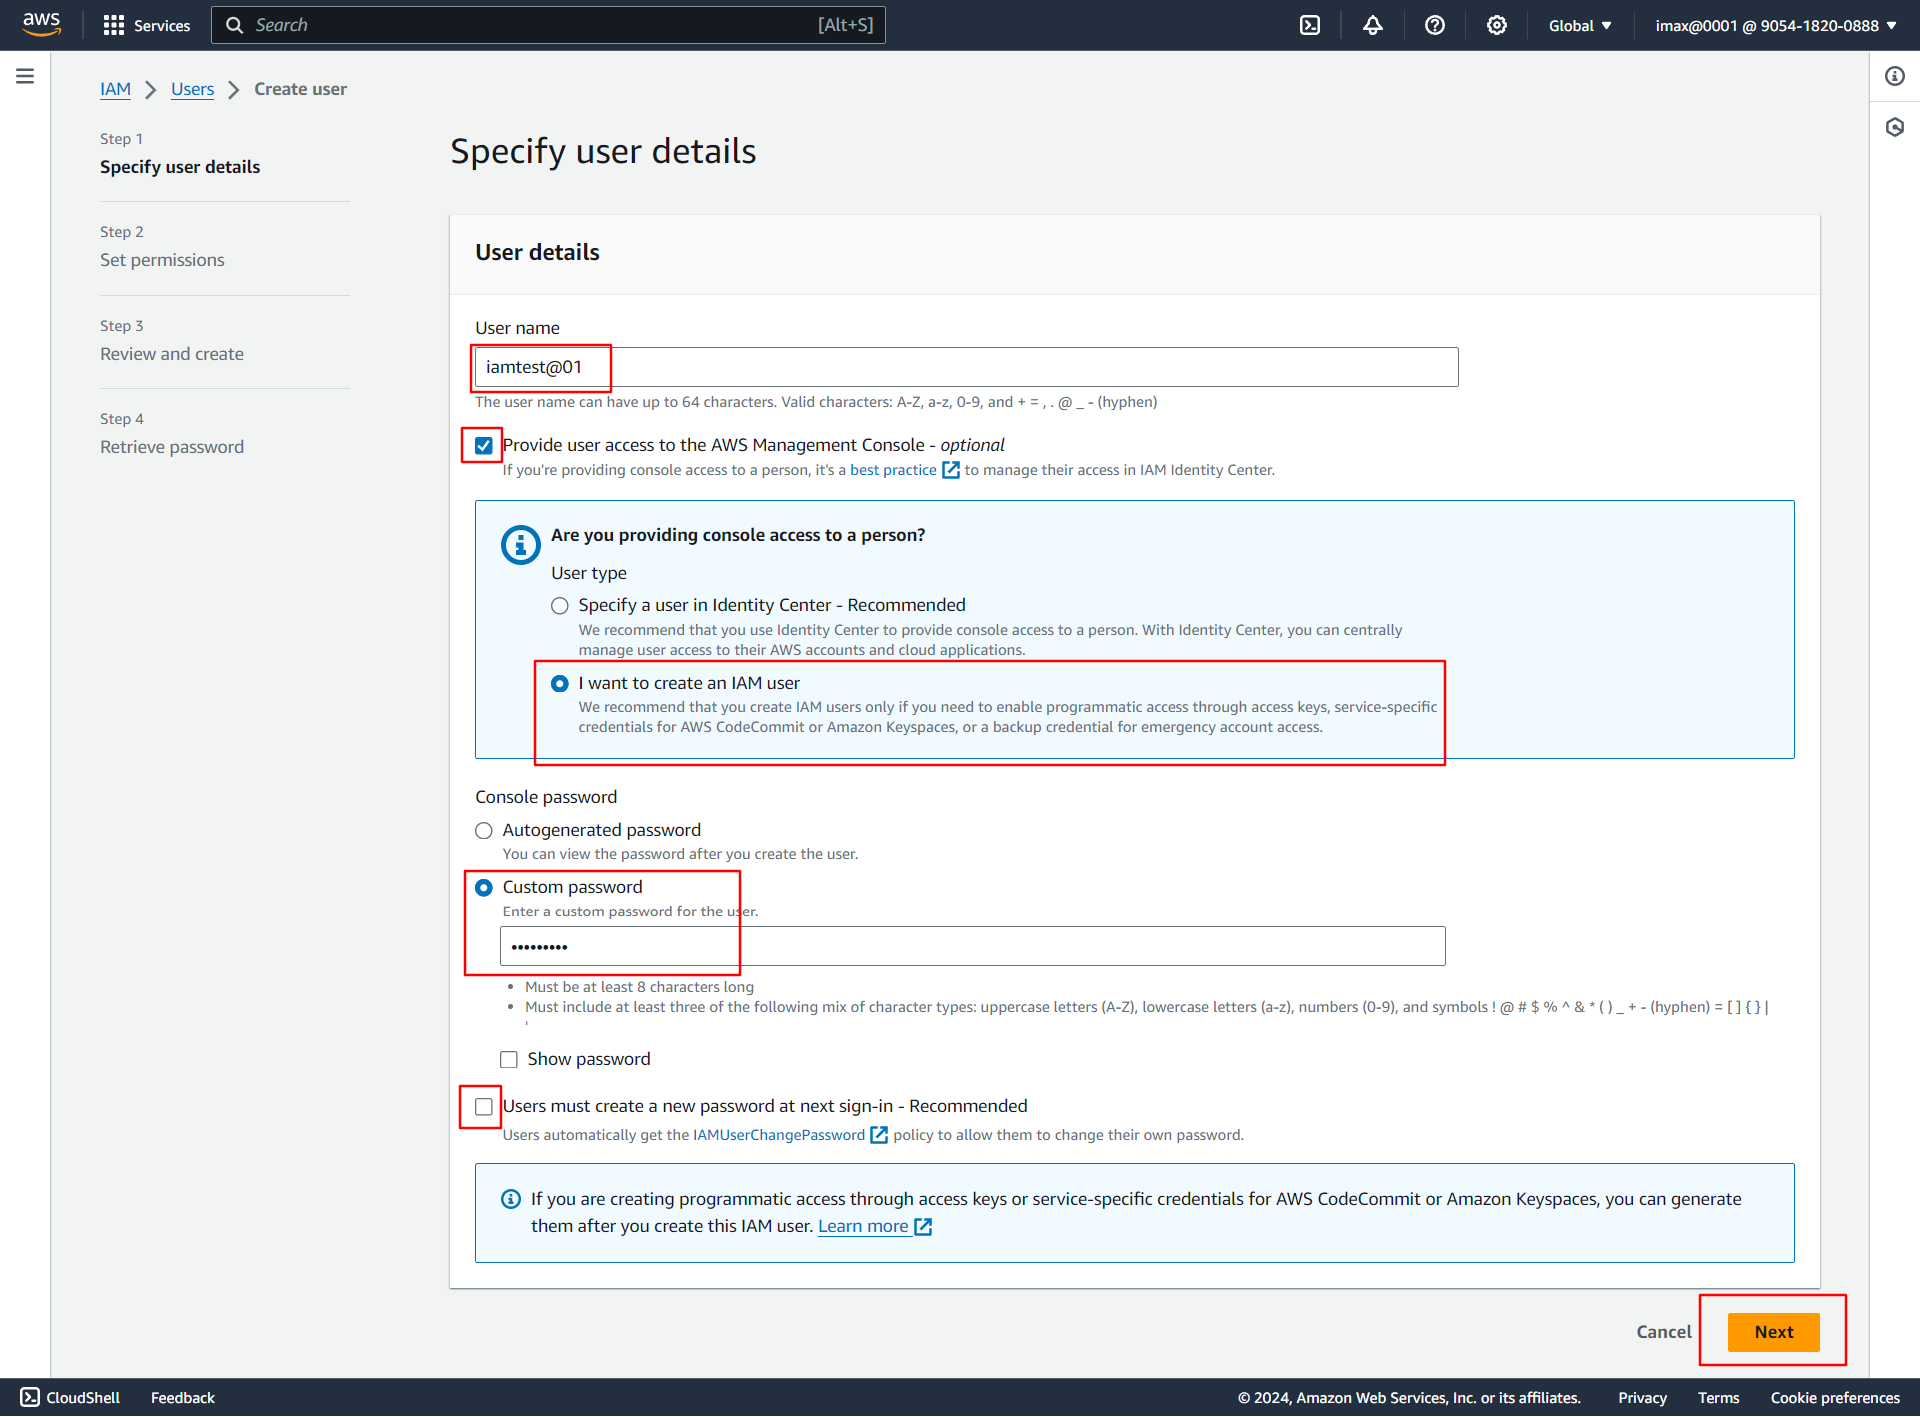 aws Services Search [Alt+S] Global imax@0001 @ 9054-1820-0888
IAM Users Create user
Step 1
Specify user details
Step 2
Set permissions
Step 3
Review and create
Step 4
Retrieve password
Specify user details
User details
User name
iamtest@01
The user name can have up to 64 characters. Valid characters: A-Z, a-z, 0-9, and + = , . @ _ - (hyphen)
Provide user access to the AWS Management Console - optional
If you're providing console access to a person, it's a best practice to manage their access in IAM Identity Center.
Are you providing console access to a person?
User type
Specify a user in Identity Center - Recommended
We recommend that you use Identity Center to provide console access to a person. With Identity Center, you can centrally
manage user access to their AWS accounts and cloud applications.
I want to create an IAM user
We recommend that you create IAM users only if you need to enable programmatic access through access keys, service-specific
credentials for AWS CodeCommit or Amazon Keyspaces, or a backup credential for emergency account access.
Console password
Autogenerated password
You can view the password after you create the user.
Custom password
Enter a custom password for the user.
•••••••••
• Must be at least 8 characters long
• Must include at least three of the following mix of character types: uppercase letters (A-Z), lowercase letters (a-z), numbers (0-9), and symbols ! @ # $ % ^ & * ( ) _ + - (hyphen) = [ ] { } |
'
Show password
Users must create a new password at next sign-in - Recommended
Users automatically get the IAMUserChangePassword policy to allow them to change their own password.
If you are creating programmatic access through access keys or service-specific credentials for AWS CodeCommit or Amazon Keyspaces, you can generate
them after you create this IAM user. Learn more
Cancel Next
CloudShell Feedback © 2024, Amazon Web Services, Inc. or its affiliates. Privacy Terms Cookie preferences